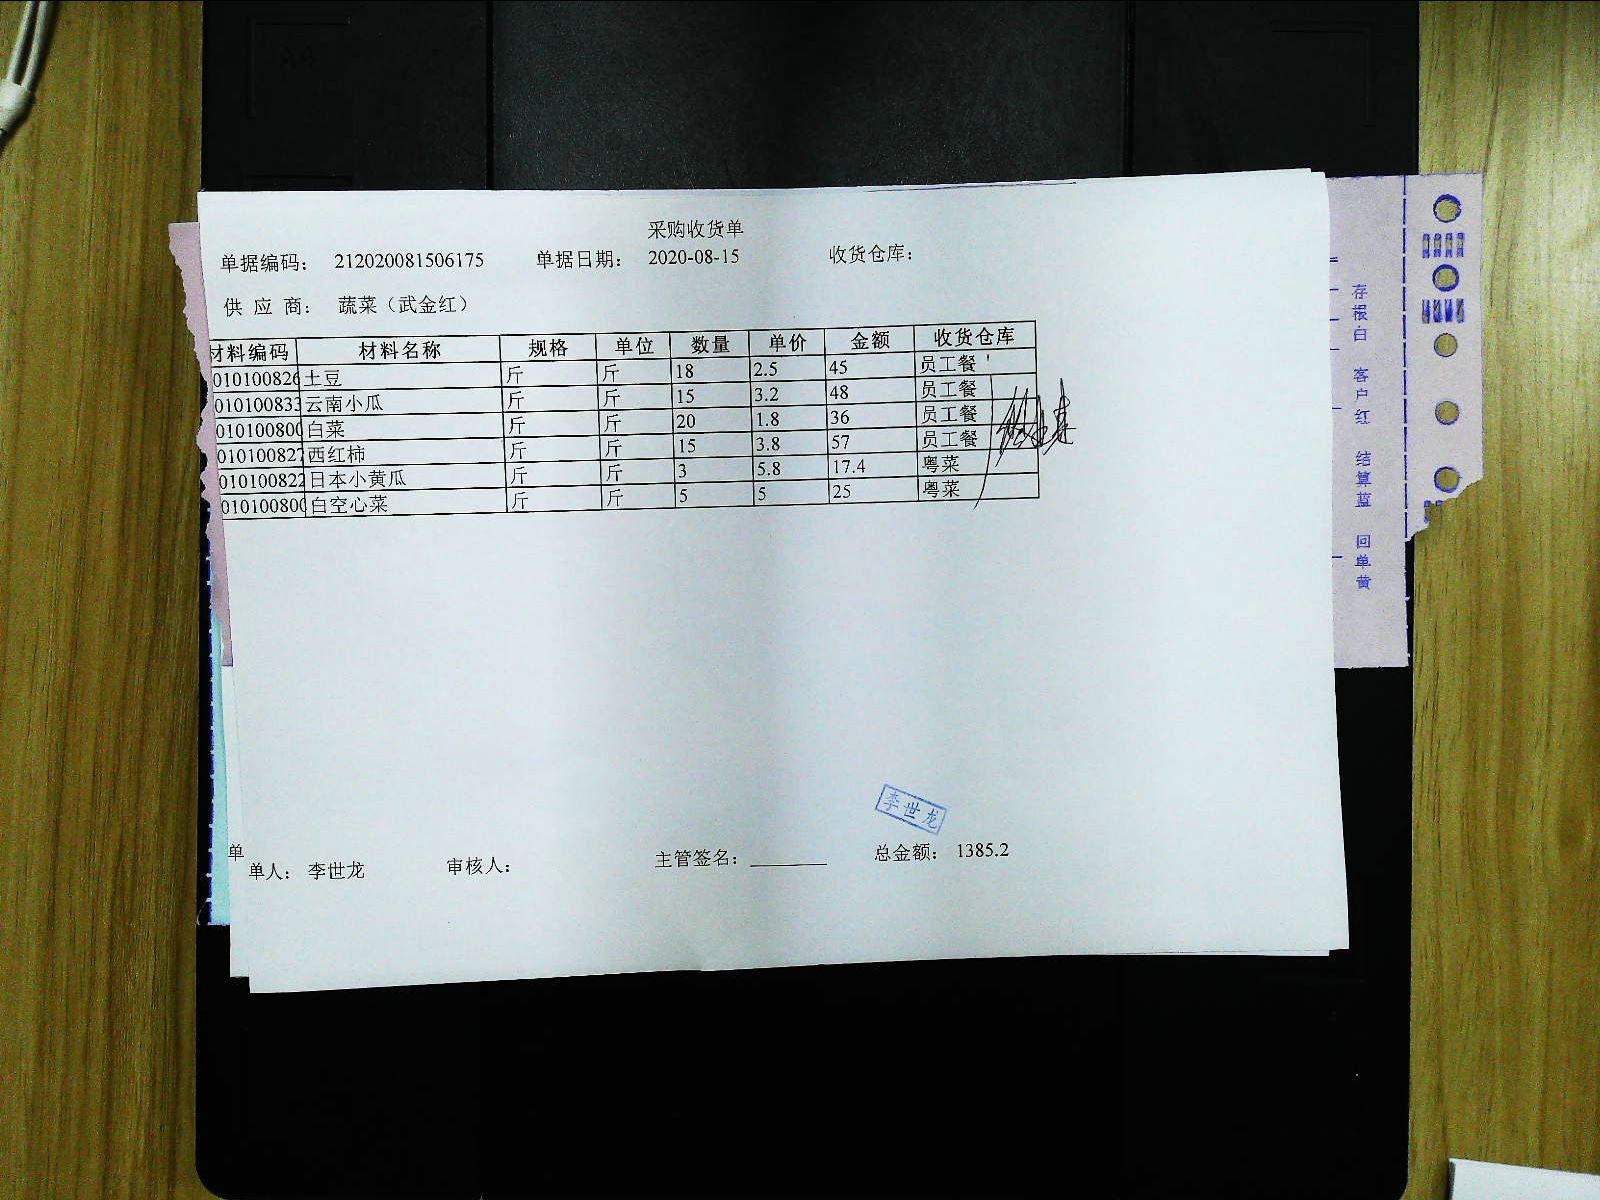 采购收货单
单据编码： 212020081506175 单据日期： 2020-08-15 收货仓库：
供 应 商： 蔬菜（武金红）
材料编码 材料名称 规格 单位 数量 单价 金额 收货仓库
010100826 土豆 斤 斤 18 2.5 45 员工餐
010100833 云南小瓜 斤 斤 15 3.2 48 员工餐
010100800 白菜 斤 斤 20 1.8 36 员工餐
010100827 西红柿 斤 斤 15 3.8 57 员工餐
010100822 日本小黄瓜 斤 斤 3 5.8 17.4 粤菜
010100800 白空心菜 斤 斤 5 5 25 粤菜
李世龙
单
单人： 李世龙 审核人： 主管签名： 总金额： 1385.2
存根白 客户红 结算蓝 回单黄